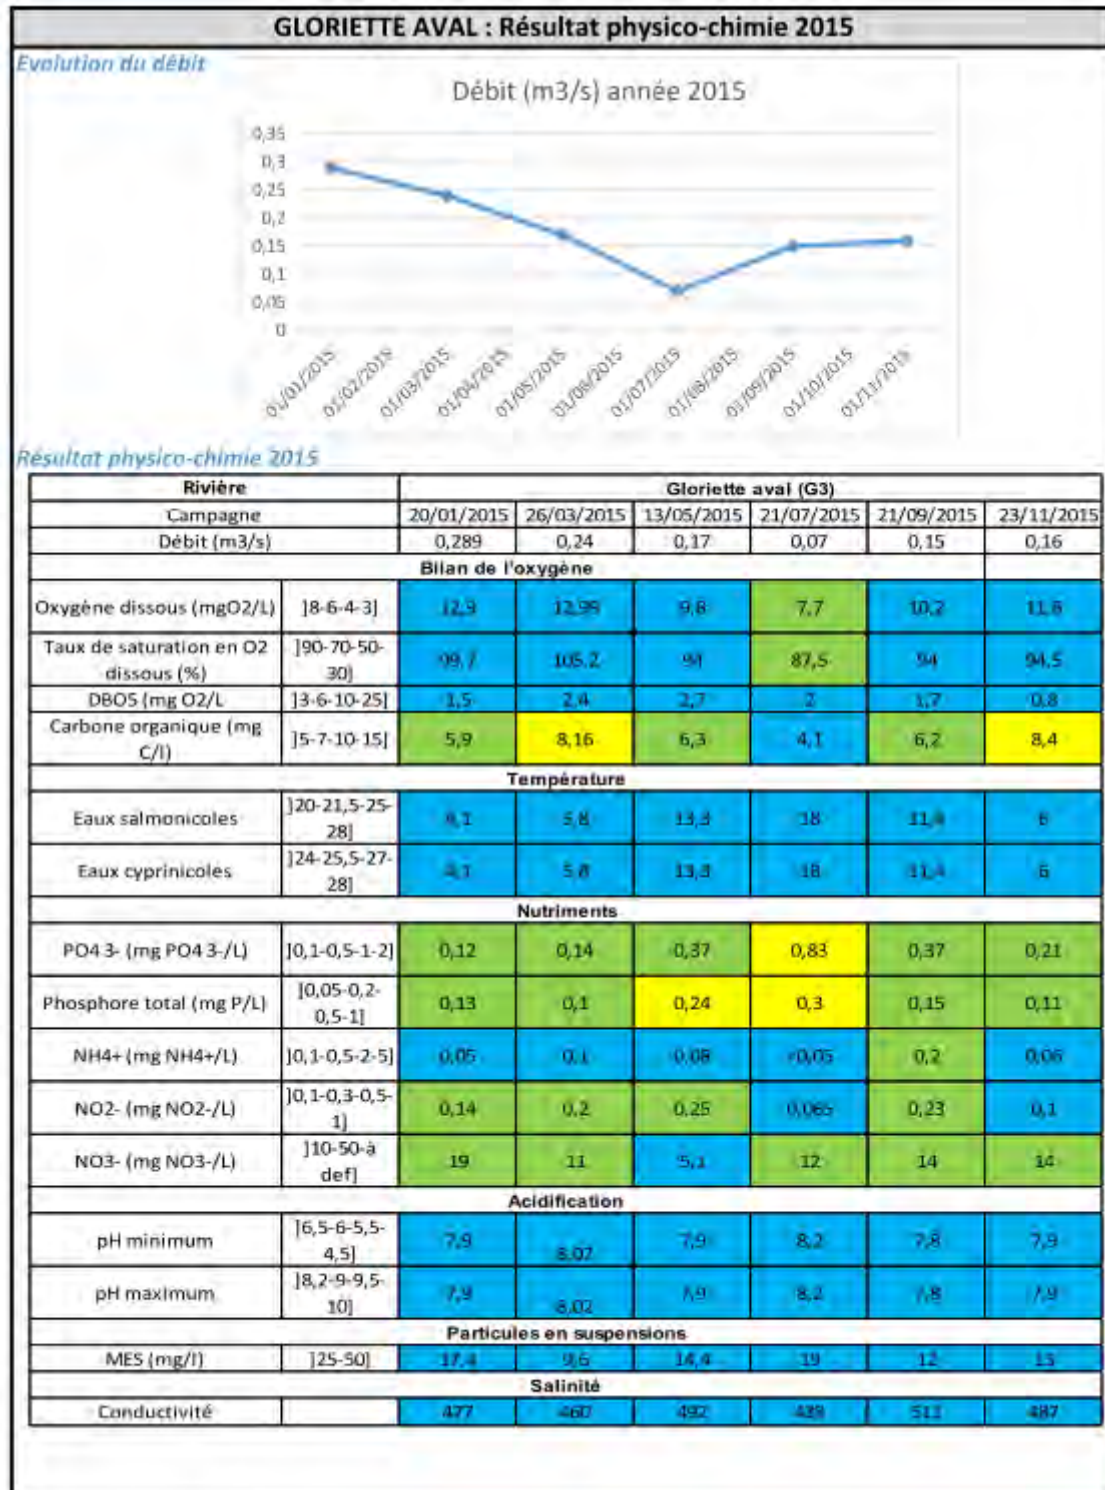 GLORIETTE AVAL : Résultat physico-chimie 2015
Evolution du débit
Débit (m3/s) année 2015
0,35
0,3
0,25
0,2
0,15
0,1
0,05
0
01/01/2015 01/02/2015 01/03/2015 01/04/2015 01/05/2015 01/06/2015 01/07/2015 01/08/2015 01/09/2015 01/10/2015 01/11/2015
Résultat physico-chimie 2015
Rivière Gloriette aval (G3)
Campagne 20/01/2015 26/03/2015 13/05/2015 21/07/2015 21/09/2015 23/11/2015
Débit (m3/s) 0,289 0,24 0,17 0,07 0,15 0,16
Bilan de l'oxygène
Oxygène dissous (mgO2/L) ]8-6-4-3] 12,9 12,99 9,8 7,7 10,2 11,8
Taux de saturation en O2
dissous (%) ]90-70-50-
30] 99,7 105,2 94 87,5 94 94,5
DBO5 (mg O2/L ]3-6-10-25] 1,5 2,4 2,7 2 1,7 0,8
Carbone organique (mg
C/l) ]5-7-10-15] 5,9 8,16 6,3 4,1 6,2 8,4
Température
Eaux salmonicoles ]20-21,5-25-
28] 4,1 5,8 13,3 18 11,4 6
Eaux cyprinicoles ]24-25,5-27-
28] 4,1 5,8 13,3 18 11,4 6
Nutriments
PO4 3- (mg PO4 3-/L) ]0,1-0,5-1-2] 0,12 0,14 0,37 0,83 0,37 0,21
Phosphore total (mg P/L) ]0,05-0,2-
0,5-1] 0,13 0,1 0,24 0,3 0,15 0,11
NH4+ (mg NH4+/L) ]0,1-0,5-2-5] 0,05 0,1 0,08 <0,05 0,2 0,06
NO2- (mg NO2-/L) ]0,1-0,3-0,5-
1] 0,14 0,2 0,25 0,065 0,23 0,1
NO3- (mg NO3-/L) ]10-50-à
def] 19 11 5,1 12 14 14
Acidification
pH minimum ]6,5-6-5,5-
4,5] 7,9 8,02 7,9 8,2 7,8 7,9
pH maximum ]8,2-9-9,5-
10] 7,9 8,02 7,9 8,2 7,8 7,9
Particules en suspensions
MES (mg/l) ]25-50] 17,4 9,6 14,4 19 12 15
Salinité
Conductivité 477 460 492 487